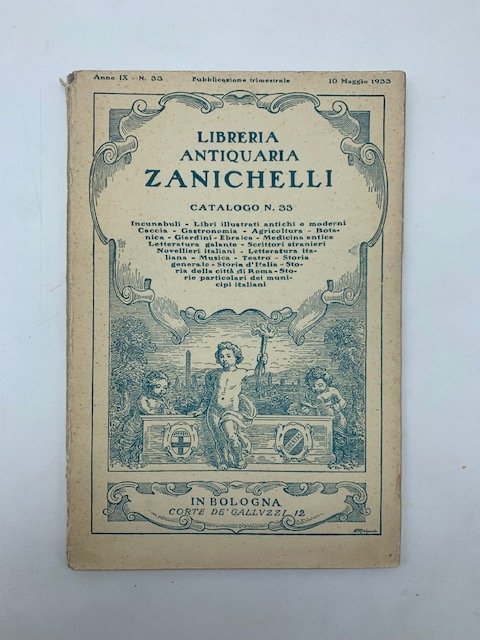 Anno IX - N. 33 Pubblicazione trimestrale 10 Maggio 1933
LIBRERIA
ANTIQUARIA
ZANICHELLI
CATALOGO N. 33
Incunabuli - Libri illustrati antichi e moderni
Caccia - Gastronomia - Agricoltura - Bota-
nica - Giardini - Ebraica - Medicina antica
Letteratura galante - Scrittori stranieri
Novellieri italiani - Letteratura ita-
liana - Musica - Teatro - Storia
generale - Storia d'Italia - Sto-
ria della città di Roma - Sto-
rie particolari dei muni-
cipi italiani
IN BOLOGNA
CORTE DE' GALLVZZI 12